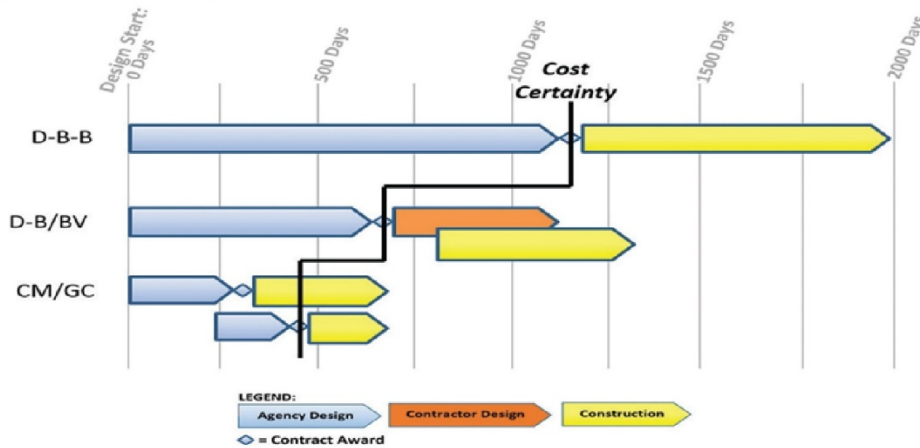 Design Start:
0 Days
500 Days
1000 Days
1500 Days
2000 Days
Cost
Certainty
D-B-B
D-B/BV
CM/GC
LEGEND:
Agency Design
Contractor Design
Construction
= Contract Award